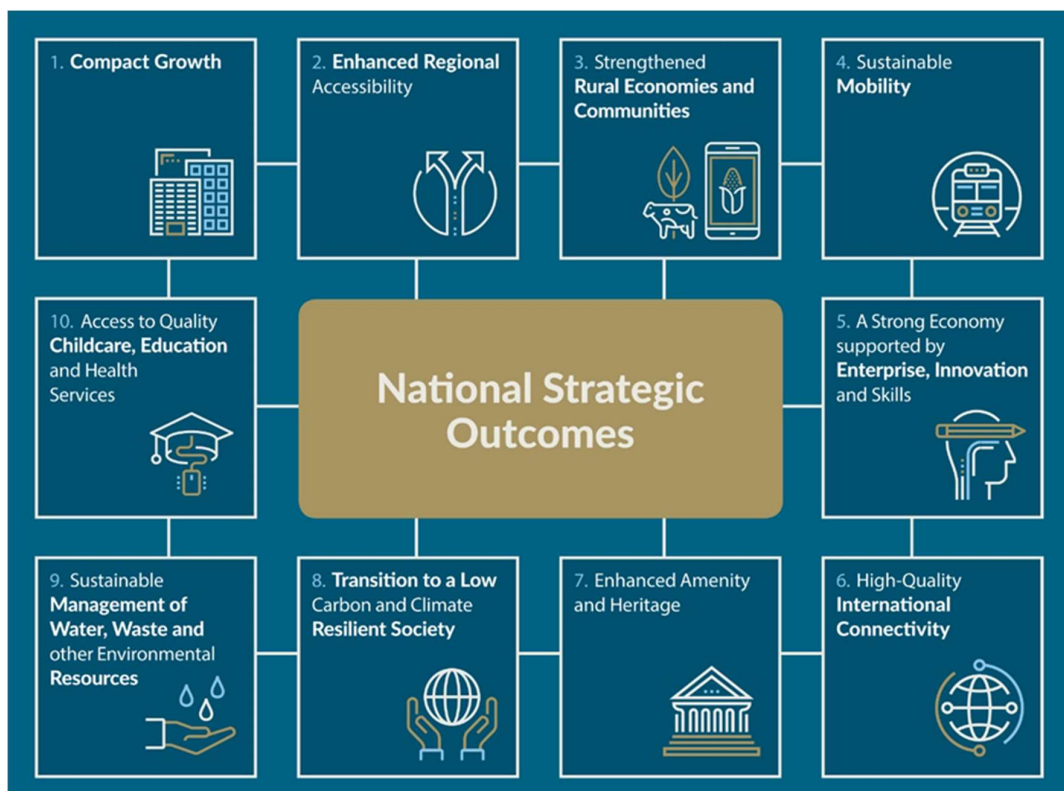 1. Compact Growth
2. Enhanced Regional
Accessibility
3. Strengthened
Rural Economies and
Communities
4. Sustainable
Mobility
10. Access to Quality
Childcare, Education
and Health
Services
National Strategic
Outcomes
5. A Strong Economy
supported by
Enterprise, Innovation
and Skills
9. Sustainable
Management of
Water, Waste and
other Environmental
Resources
8. Transition to a Low
Carbon and Climate
Resilient Society
7. Enhanced Amenity
and Heritage
6. High-Quality
International
Connectivity